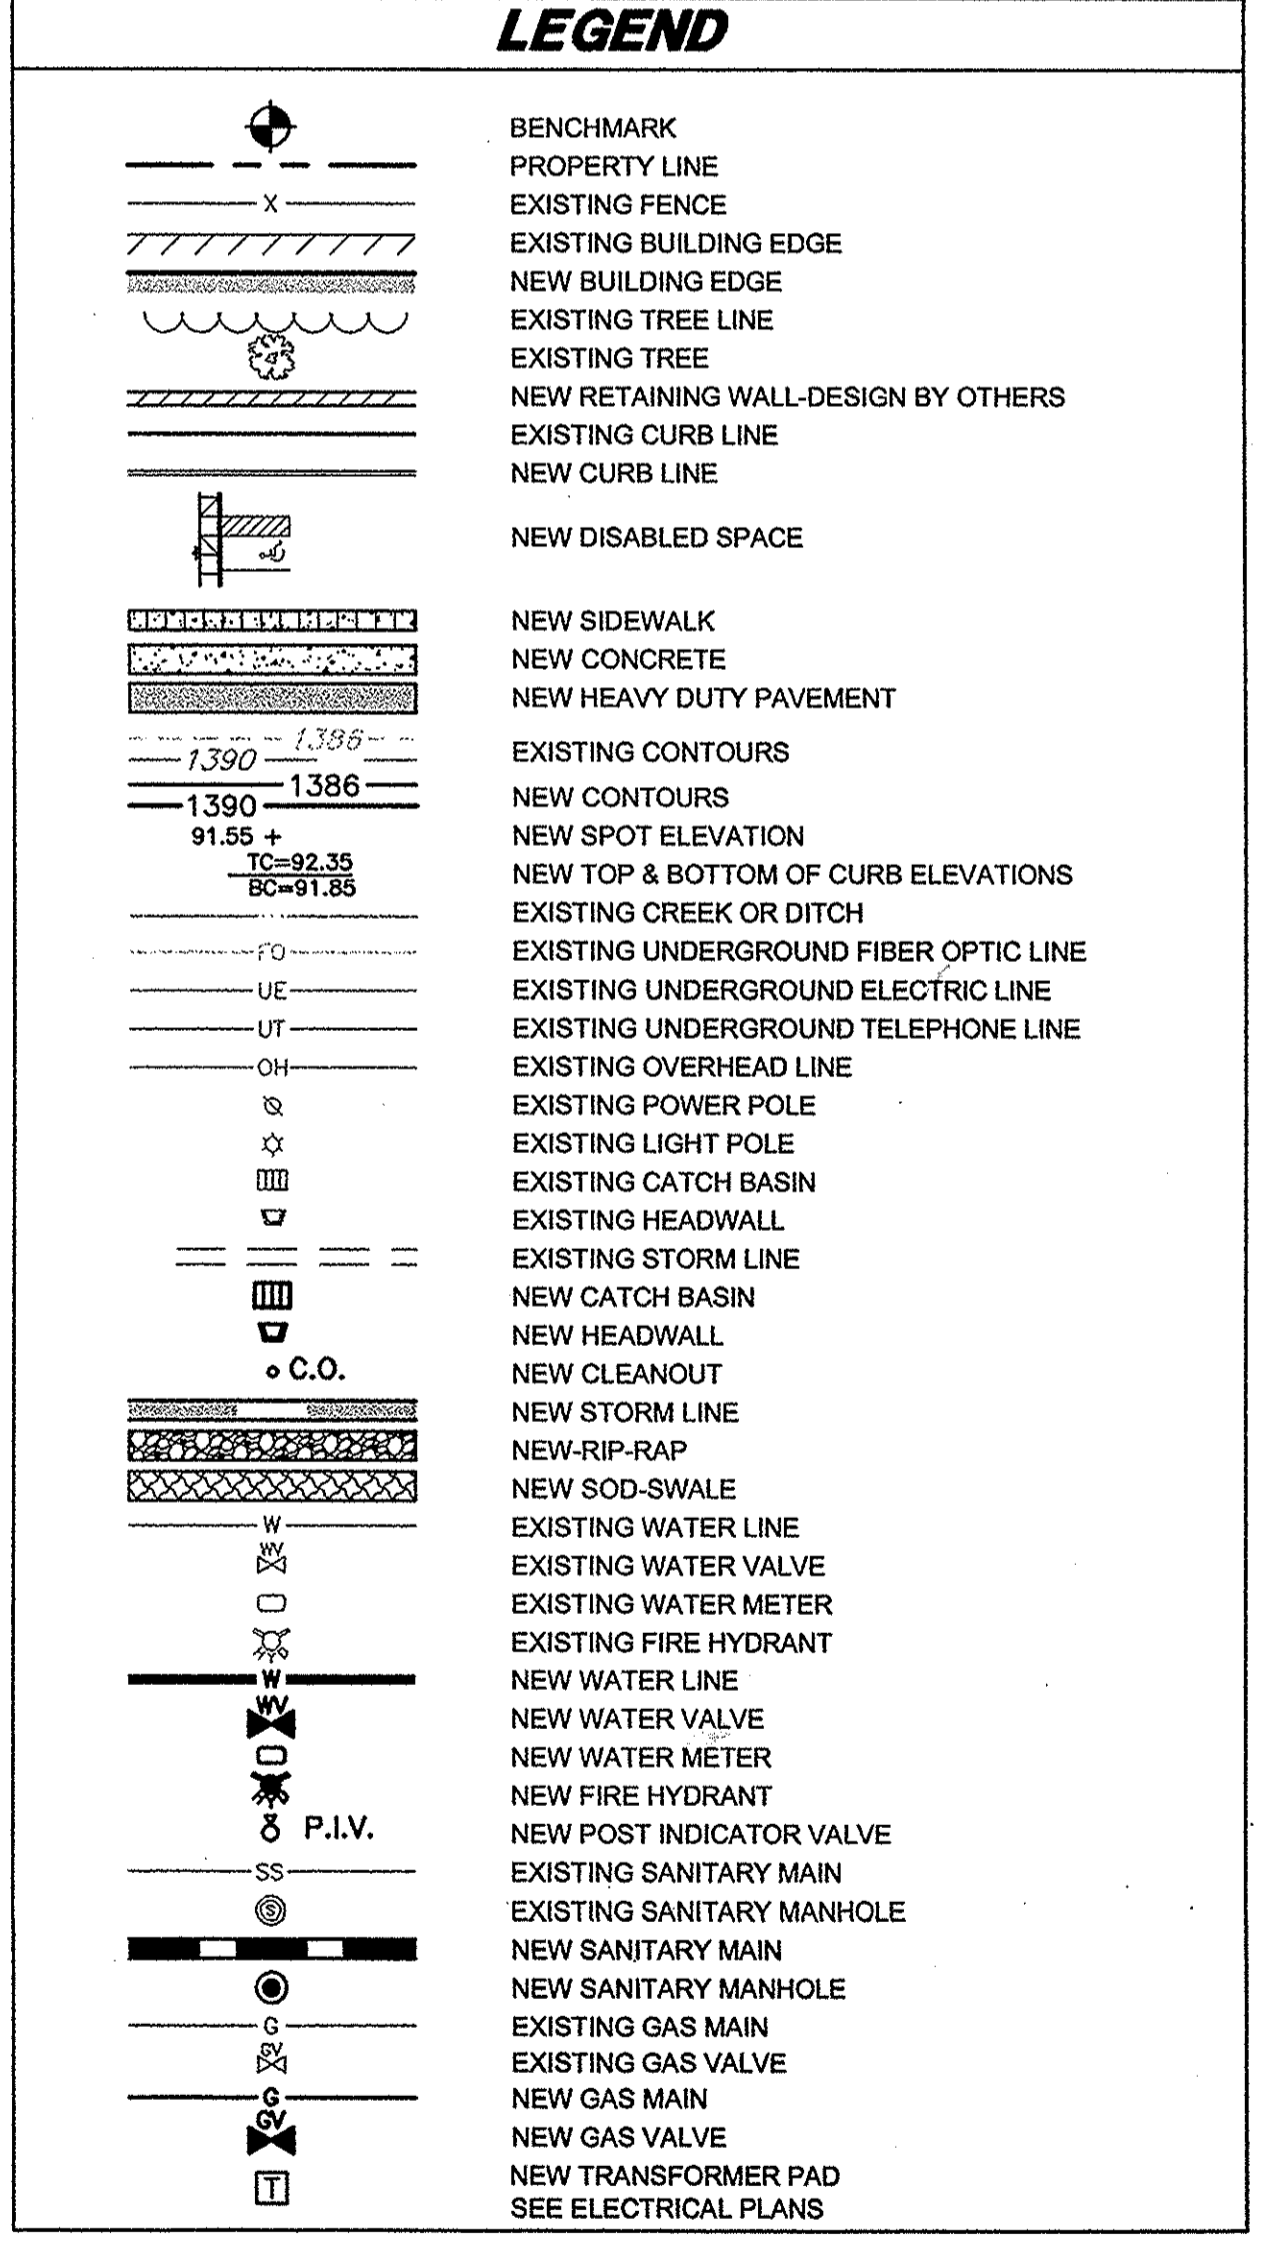 LEGEND
BENCHMARK
PROPERTY LINE
X EXISTING FENCE
EXISTING BUILDING EDGE
NEW BUILDING EDGE
EXISTING TREE LINE
EXISTING TREE
NEW RETAINING WALL-DESIGN BY OTHERS
EXISTING CURB LINE
NEW CURB LINE
NEW DISABLED SPACE
NEW SIDEWALK
NEW CONCRETE
NEW HEAVY DUTY PAVEMENT
1386
1390 EXISTING CONTOURS
1386
1390 NEW CONTOURS
91.55 + NEW SPOT ELEVATION
TC=92.35
BC=91.85 NEW TOP & BOTTOM OF CURB ELEVATIONS
EXISTING CREEK OR DITCH
FO EXISTING UNDERGROUND FIBER OPTIC LINE
UE EXISTING UNDERGROUND ELECTRIC LINE
UT EXISTING UNDERGROUND TELEPHONE LINE
OH EXISTING OVERHEAD LINE
EXISTING POWER POLE
EXISTING LIGHT POLE
EXISTING CATCH BASIN
EXISTING HEADWALL
EXISTING STORM LINE
NEW CATCH BASIN
NEW HEADWALL
C.O. NEW CLEANOUT
NEW STORM LINE
NEW-RIP-RAP
NEW SOD-SWALE
W EXISTING WATER LINE
WV EXISTING WATER VALVE
EXISTING WATER METER
EXISTING FIRE HYDRANT
W NEW WATER LINE
WV NEW WATER VALVE
NEW WATER METER
NEW FIRE HYDRANT
P.I.V. NEW POST INDICATOR VALVE
SS EXISTING SANITARY MAIN
S EXISTING SANITARY MANHOLE
NEW SANITARY MAIN
NEW SANITARY MANHOLE
G EXISTING GAS MAIN
GV EXISTING GAS VALVE
G NEW GAS MAIN
GV NEW GAS VALVE
T NEW TRANSFORMER PAD
SEE ELECTRICAL PLANS